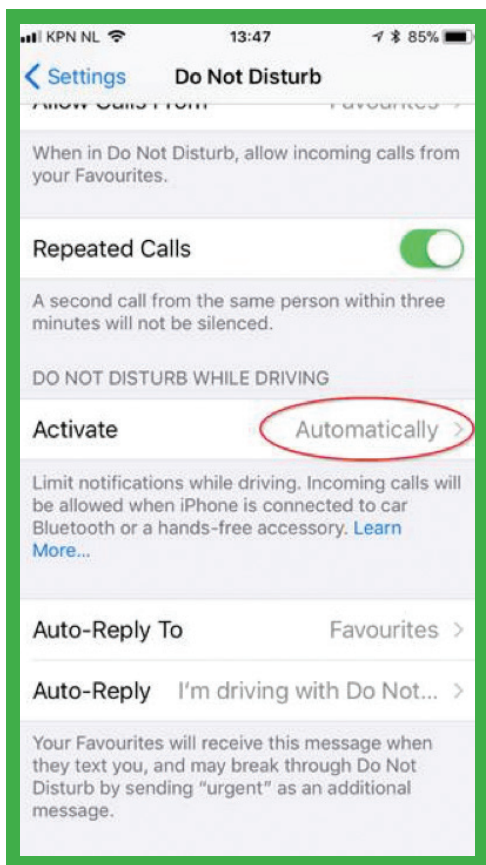 KPN NL 13:47 85%
Settings Do Not Disturb
Allow Calls From Favourites
When in Do Not Disturb, allow incoming calls from
your Favourites.
Repeated Calls
A second call from the same person within three
minutes will not be silenced.
DO NOT DISTURB WHILE DRIVING
Activate Automatically
Limit notifications while driving. Incoming calls will
be allowed when iPhone is connected to car
Bluetooth or a hands-free accessory. Learn
More...
Auto-Reply To Favourites
Auto-Reply I'm driving with Do Not...
Your Favourites will receive this message when
they text you, and may break through Do Not
Disturb by sending “urgent” as an additional
message.